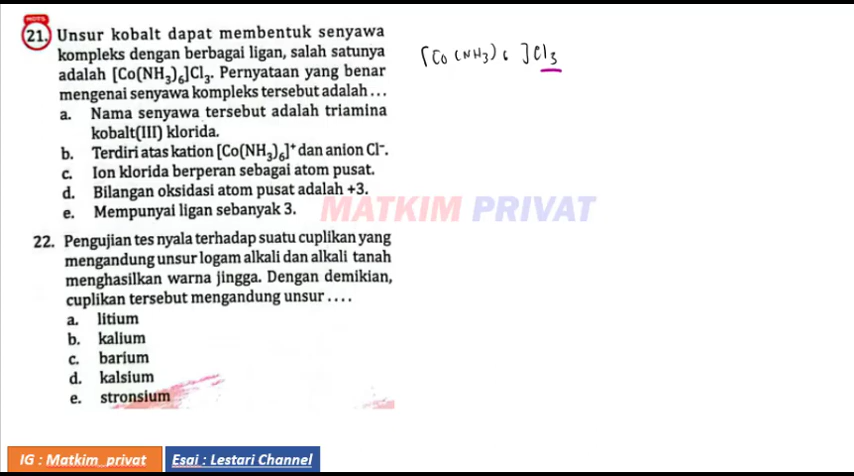 HOTS
21. Unsur kobalt dapat membentuk senyawa
kompleks dengan berbagai ligan, salah satunya
adalah [Co(NH₃)₆]Cl₃. Pernyataan yang benar
mengenai senyawa kompleks tersebut adalah . . .
a. Nama senyawa tersebut adalah triamina
kobalt(III) klorida.
b. Terdiri atas kation [Co(NH₃)₆]⁺ dan anion Cl⁻.
c. Ion klorida berperan sebagai atom pusat.
d. Bilangan oksidasi atom pusat adalah +3.
e. Mempunyai ligan sebanyak 3.
22. Pengujian tes nyala terhadap suatu cuplikan yang
mengandung unsur logam alkali dan alkali tanah
menghasilkan warna jingga. Dengan demikian,
cuplikan tersebut mengandung unsur . . . .
a. litium
b. kalium
c. barium
d. kalsium
e. stronsium
[Co(NH₃)₆]Cl₃
MATKIM PRIVAT
IG : Matkim_privat
Esai : Lestari Channel